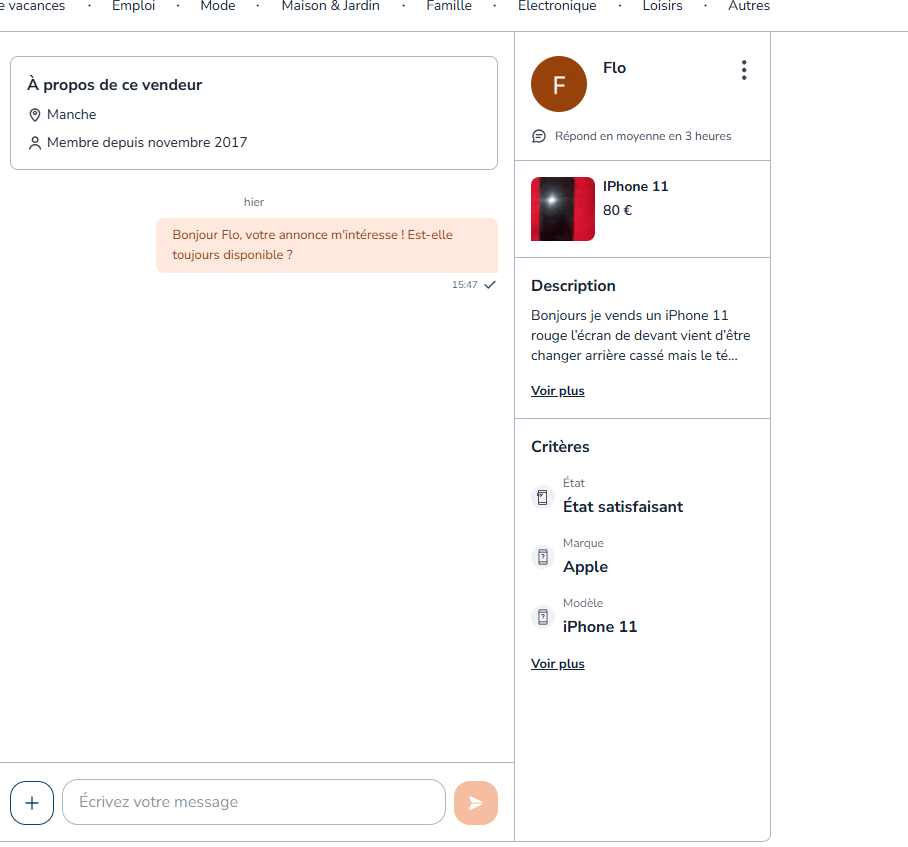 e vacances · Emploi · Mode · Maison & Jardin · Famille · Électronique · Loisirs · Autres
À propos de ce vendeur
Manche
Membre depuis novembre 2017
hier
Bonjour Flo, votre annonce m'intéresse ! Est-elle
toujours disponible ?
15:47
Écrivez votre message
F
Flo
Répond en moyenne en 3 heures
IPhone 11
80 €
Description
Bonjours je vends un iPhone 11
rouge l’écran de devant vient d’être
changer arrière cassé mais le té...
Voir plus
Critères
État
État satisfaisant
Marque
Apple
Modèle
iPhone 11
Voir plus